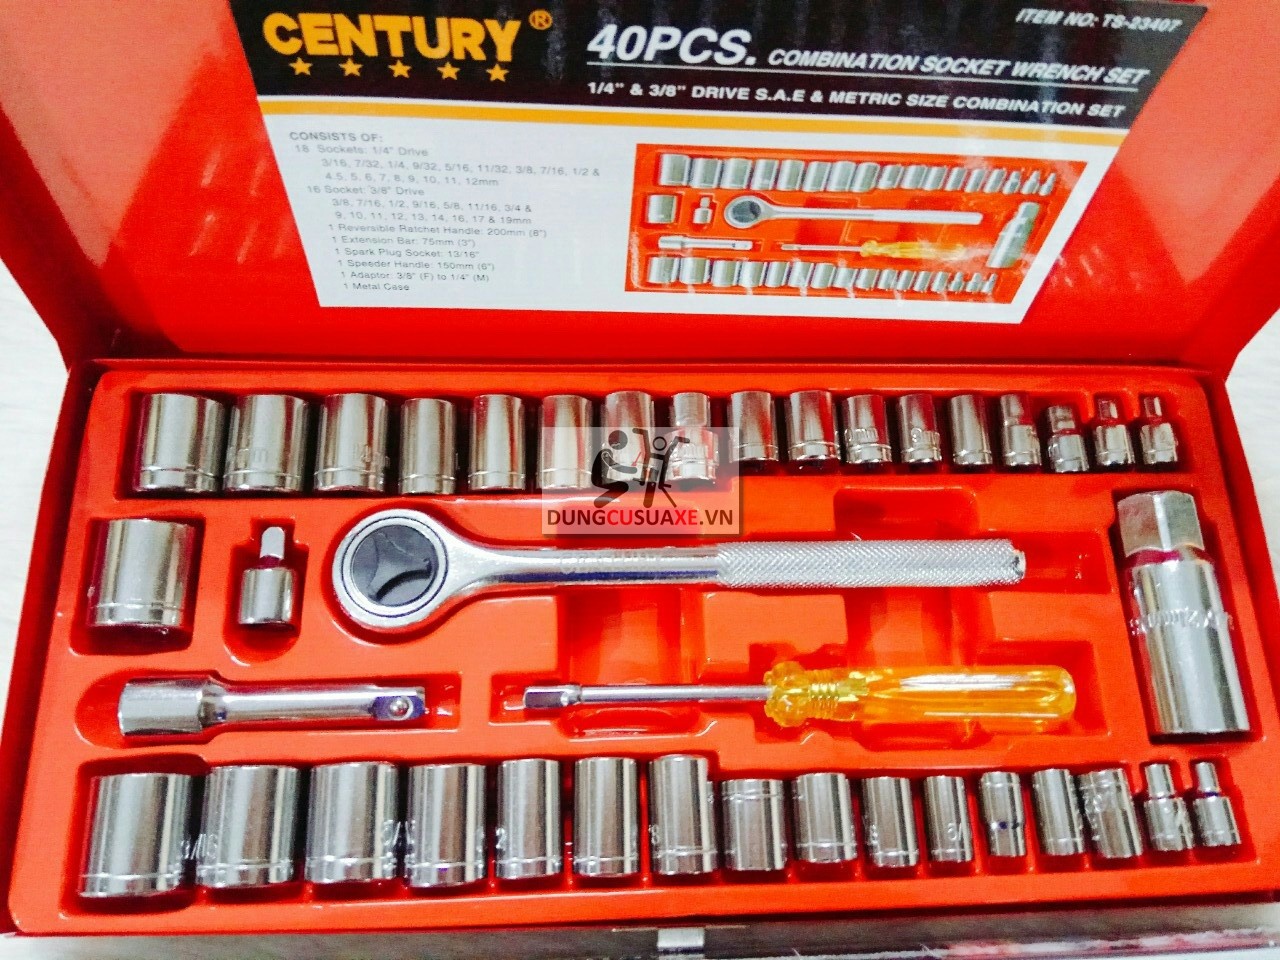 CENTURY®
40PCS. COMBINATION SOCKET WRENCH SET
ITEM NO: TS-23407
1/4" & 3/8" DRIVE S.A.E & METRIC SIZE COMBINATION SET
CONSISTS OF:
18 Sockets: 1/4" Drive
3/16, 7/32, 1/4, 9/32, 5/16, 11/32, 3/8, 7/16, 1/2 &
4.5, 5, 6, 7, 8, 9, 10, 11, 12mm
16 Socket: 3/8" Drive
3/8, 7/16, 1/2, 9/16, 5/8, 11/16, 3/4 &
9, 10, 11, 12, 13, 14, 16, 17 & 19mm
1 Reversible Ratchet Handle: 200mm (8")
1 Extension Bar: 75mm (3")
1 Spark Plug Socket: 13/16"
1 Speeder Handle: 150mm (6")
1 Adaptor: 3/8" (F) to 1/4" (M)
1 Metal Case
DUNGCUSUAXE.VN